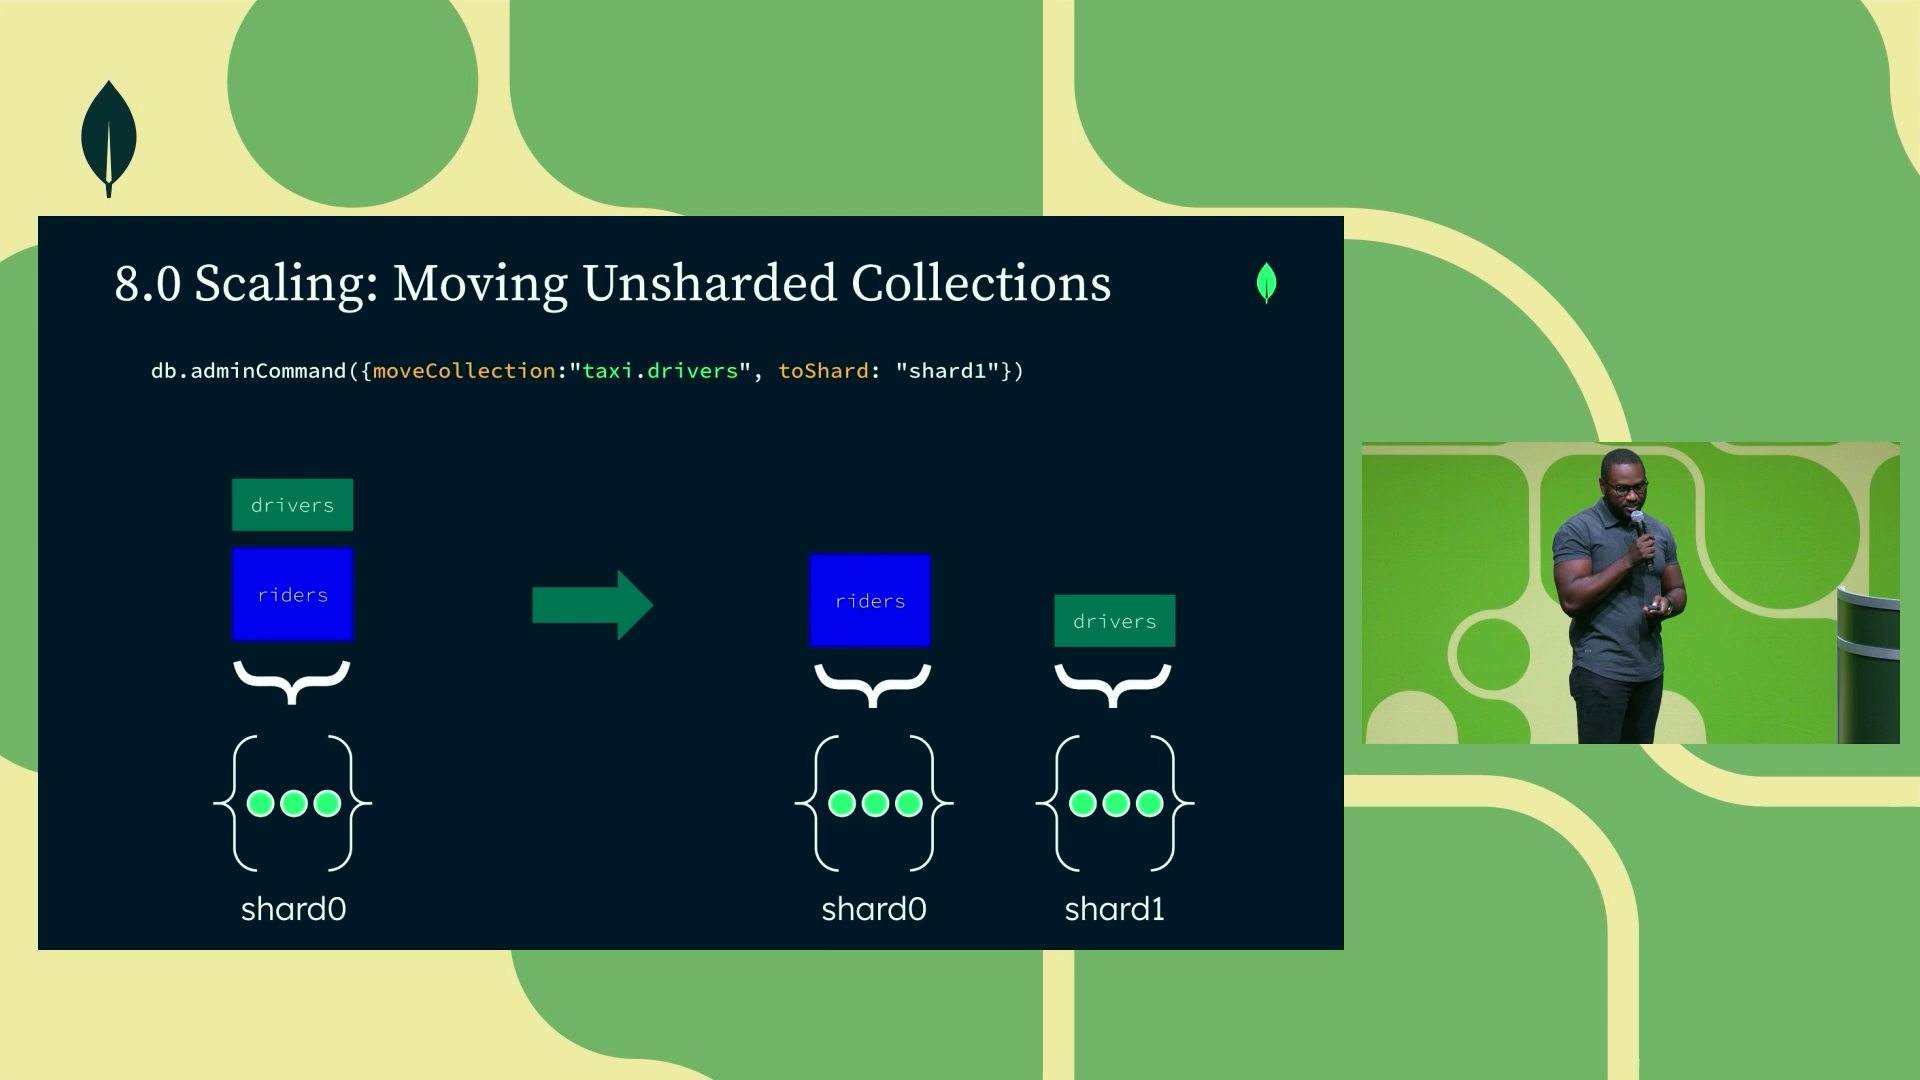 8.0 Scaling: Moving Unsharded Collections
db.adminCommand({moveCollection:"taxi.drivers", toShard: "shard1"})
drivers
riders
riders
drivers
shard0
shard0
shard1